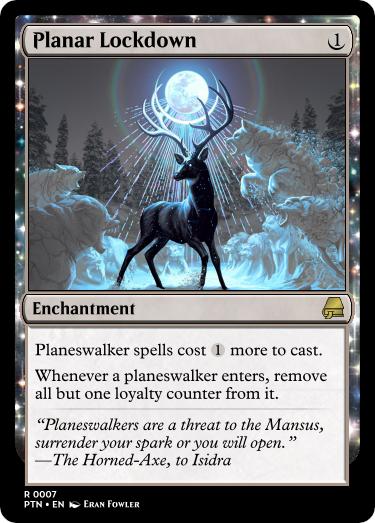 Planar Lockdown 1
Enchantment
Planeswalker spells cost 1 more to cast.
Whenever a planeswalker enters, remove
all but one loyalty counter from it.
“Planeswalkers are a threat to the Mansus,
surrender your spark or you will open.”
—The Horned-Axe, to Isidra
R 0007
PTN • EN Eran Fowler